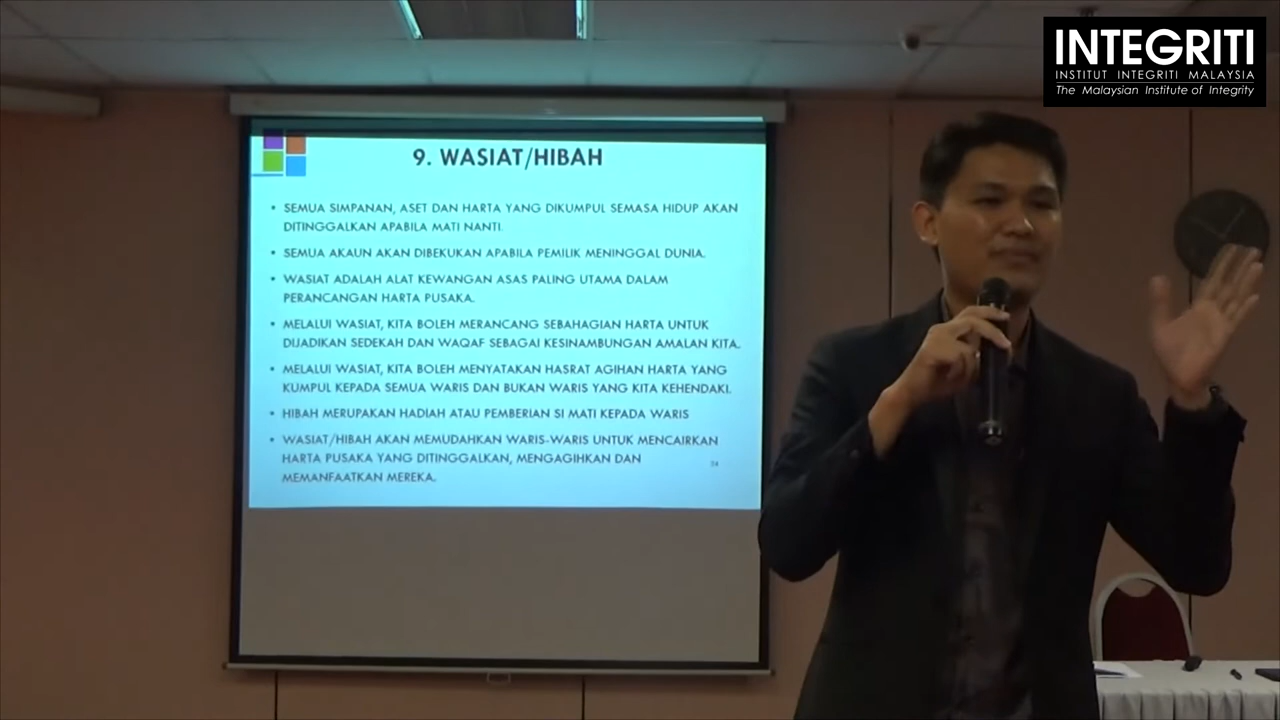 INTEGRITI
INSTITUT INTEGRITI MALAYSIA
The Malaysian Institute of Integrity
9. WASIAT/HIBAH
• SEMUA SIMPANAN, ASET DAN HARTA YANG DIKUMPUL SEMASA HIDUP AKAN
DITINGGALKAN APABILA MATI NANTI.
• SEMUA AKAUN AKAN DIBEKUKAN APABILA PEMILIK MENINGGAL DUNIA.
• WASIAT ADALAH ALAT KEWANGAN ASAS PALING UTAMA DALAM
PERANCANGAN HARTA PUSAKA.
• MELALUI WASIAT, KITA BOLEH MERANCANG SEBAHAGIAN HARTA UNTUK
DIJADIKAN SEDEKAH DAN WAQAF SEBAGAI KESINAMBUNGAN AMALAN KITA.
• MELALUI WASIAT, KITA BOLEH MENYATAKAN HASRAT AGIHAN HARTA YANG
KUMPUL KEPADA SEMUA WARIS DAN BUKAN WARIS YANG KITA KEHENDAKI.
• HIBAH MERUPAKAN HADIAH ATAU PEMBERIAN SI MATI KEPADA WARIS
• WASIAT/HIBAH AKAN MEMUDAHKAN WARIS-WARIS UNTUK MENCAIRKAN
HARTA PUSAKA YANG DITINGGALKAN, MENGAGIHKAN DAN
MEMANFAATKAN MEREKA.